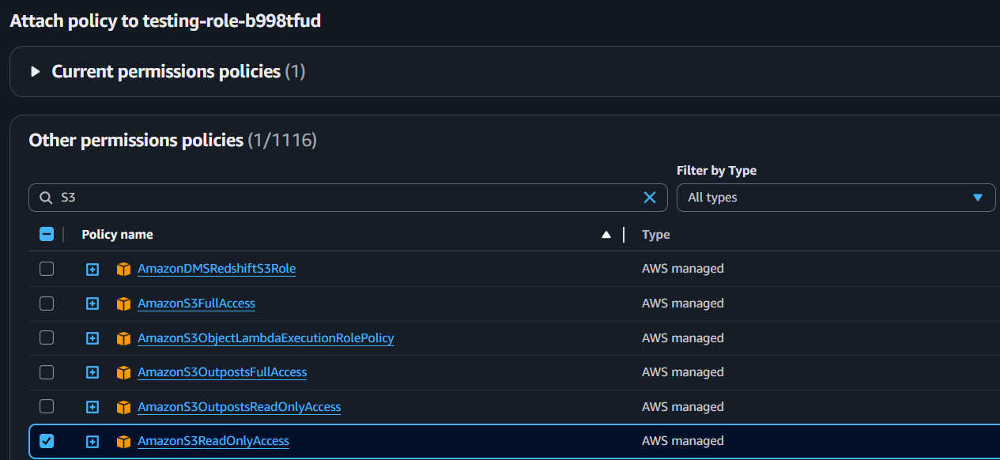 Attach policy to testing-role-b998tfud
Current permissions policies (1)
Other permissions policies (1/1116)
Filter by Type
S3
All types
Policy name Type
AmazonDMSRedshiftS3Role AWS managed
AmazonS3FullAccess AWS managed
AmazonS3ObjectLambdaExecutionRolePolicy AWS managed
AmazonS3OutpostsFullAccess AWS managed
AmazonS3OutpostsReadOnlyAccess AWS managed
AmazonS3ReadOnlyAccess AWS managed